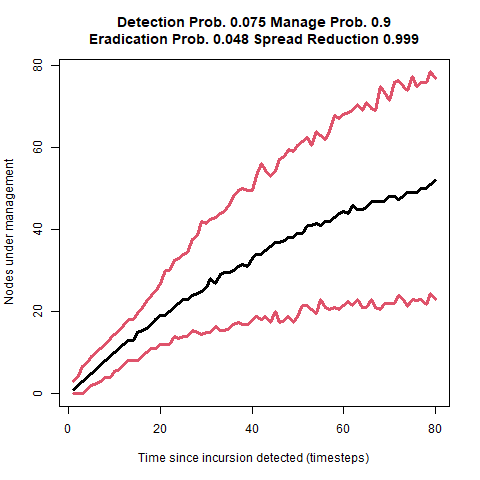 Detection Prob. 0.075 Manage Prob. 0.9
Eradication Prob. 0.048 Spread Reduction 0.999
Nodes under management
80
60
40
20
0
0 20 40 60 80
Time since incursion detected (timesteps)